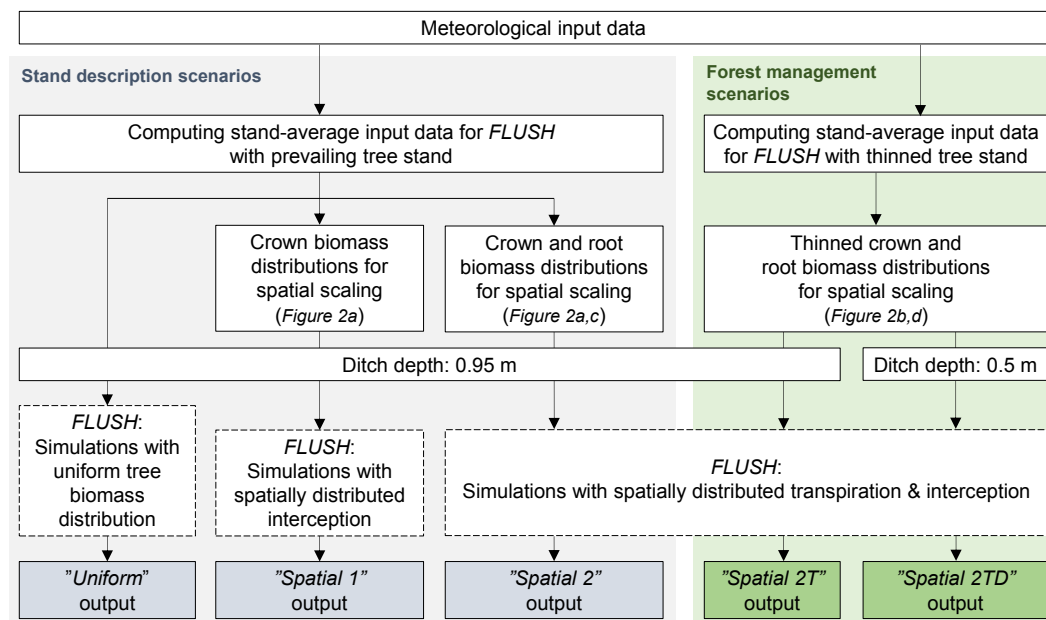 Meteorological input data
Stand description scenarios
Forest management
scenarios
Computing stand-average input data for FLUSH
with prevailing tree stand
Computing stand-average input data
for FLUSH with thinned tree stand
Crown biomass
distributions for
spatial scaling
(Figure 2a)
Crown and root
biomass distributions
for spatial scaling
(Figure 2a,c)
Thinned crown and
root biomass distributions
for spatial scaling
(Figure 2b,d)
Ditch depth: 0.95 m
Ditch depth: 0.5 m
FLUSH:
Simulations with
uniform tree
biomass
distribution
FLUSH:
Simulations with
spatially distributed
interception
FLUSH:
Simulations with spatially distributed transpiration & interception
”Uniform”
output
”Spatial 1”
output
”Spatial 2”
output
”Spatial 2T”
output
”Spatial 2TD”
output